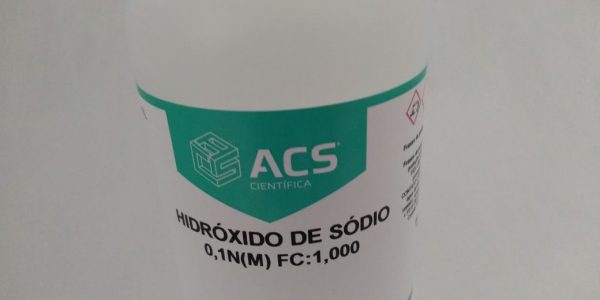 ACS
CIENTÍFICA
HIDRÓXIDO DE SÓDIO
0,1N(M) FC:1,000